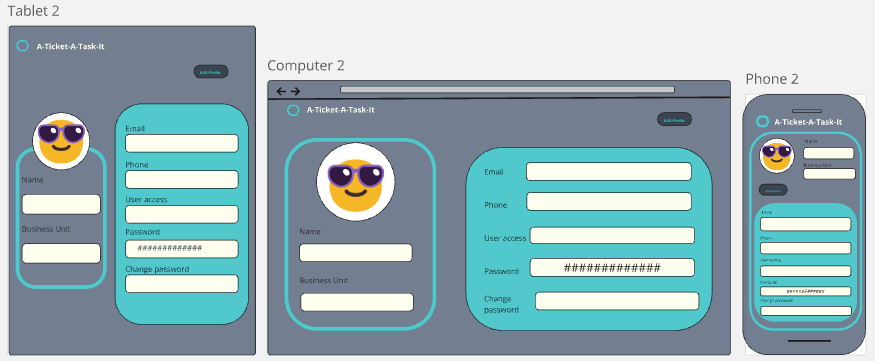 Tablet 2
A-Ticket-A-Task-It
Edit Profile
Name
Business Unit
Email
Phone
User access
Password
#############
Change password
Computer 2
A-Ticket-A-Task-It
Edit Profile
Name
Business Unit
Email
Phone
User access
Password
#############
Change
password
Phone 2
A-Ticket-A-Task-It
Name
Business Unit
Email
Phone
User access
Password
#############
Change password